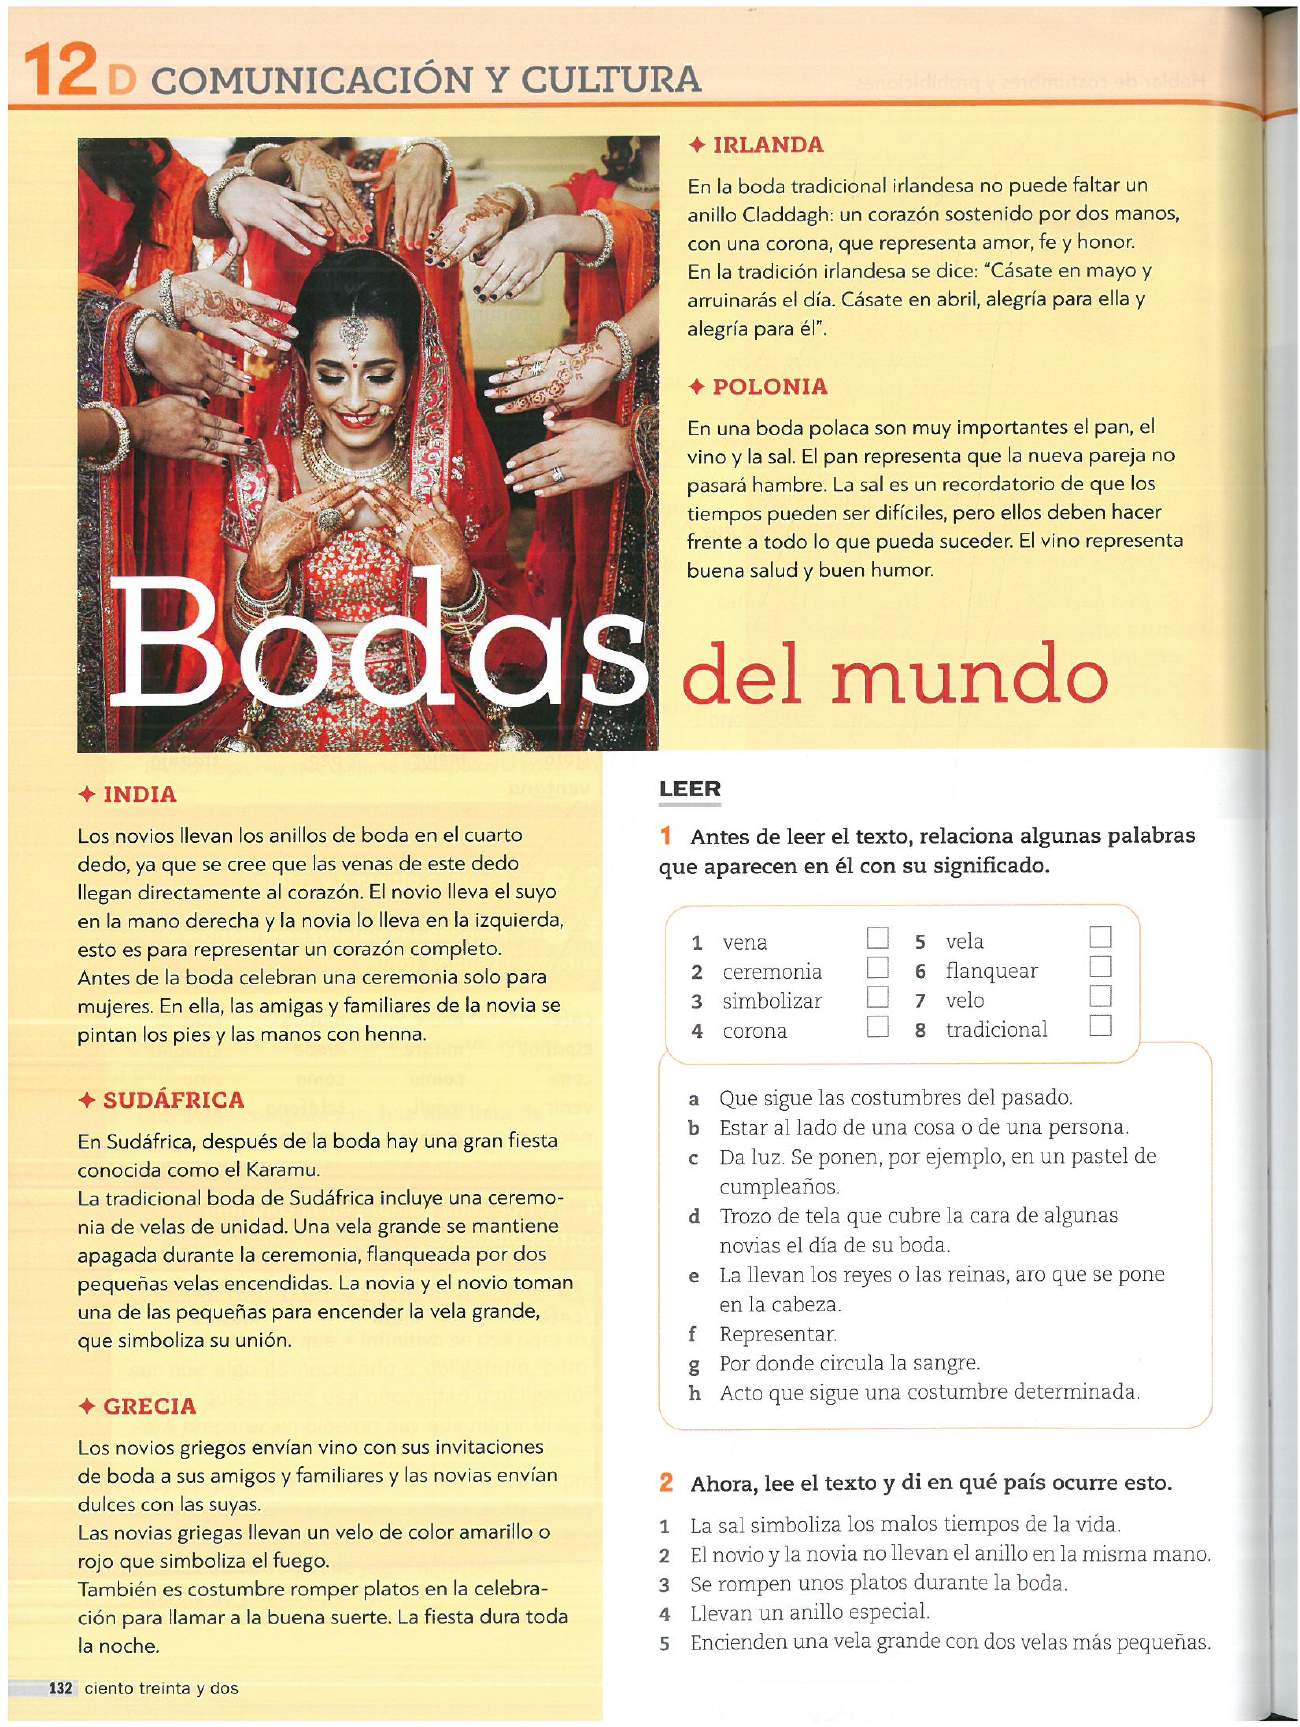 12 D COMUNICACIÓN Y CULTURA
Bodas del mundo
✦ IRLANDA
En la boda tradicional irlandesa no puede faltar un
anillo Claddagh: un corazón sostenido por dos manos,
con una corona, que representa amor, fe y honor.
En la tradición irlandesa se dice: “Cásate en mayo y
arruinarás el día. Cásate en abril, alegría para ella y
alegría para él”.
✦ POLONIA
En una boda polaca son muy importantes el pan, el
vino y la sal. El pan representa que la nueva pareja no
pasará hambre. La sal es un recordatorio de que los
tiempos pueden ser difíciles, pero ellos deben hacer
frente a todo lo que pueda suceder. El vino representa
buena salud y buen humor.
✦ INDIA
Los novios llevan los anillos de boda en el cuarto
dedo, ya que se cree que las venas de este dedo
llegan directamente al corazón. El novio lleva el suyo
en la mano derecha y la novia lo lleva en la izquierda,
esto es para representar un corazón completo.
Antes de la boda celebran una ceremonia solo para
mujeres. En ella, las amigas y familiares de la novia se
pintan los pies y las manos con henna.
✦ SUDÁFRICA
En Sudáfrica, después de la boda hay una gran fiesta
conocida como el Karamu.
La tradicional boda de Sudáfrica incluye una ceremo-
nia de velas de unidad. Una vela grande se mantiene
apagada durante la ceremonia, flanqueada por dos
pequeñas velas encendidas. La novia y el novio toman
una de las pequeñas para encender la vela grande,
que simboliza su unión.
✦ GRECIA
Los novios griegos envían vino con sus invitaciones
de boda a sus amigos y familiares y las novias envían
dulces con las suyas.
Las novias griegas llevan un velo de color amarillo o
rojo que simboliza el fuego.
También es costumbre romper platos en la celebra-
ción para llamar a la buena suerte. La fiesta dura toda
la noche.
LEER
1 Antes de leer el texto, relaciona algunas palabras
que aparecen en él con su significado.
1 vena
2 ceremonia
3 simbolizar
4 corona
5 vela
6 flanquear
7 velo
8 tradicional
a Que sigue las costumbres del pasado.
b Estar al lado de una cosa o de una persona.
c Da luz. Se ponen, por ejemplo, en un pastel de
cumpleaños.
d Trozo de tela que cubre la cara de algunas
novias el día de su boda.
e La llevan los reyes o las reinas, aro que se pone
en la cabeza.
f Representar.
g Por donde circula la sangre.
h Acto que sigue una costumbre determinada.
2 Ahora, lee el texto y di en qué país ocurre esto.
1 La sal simboliza los malos tiempos de la vida.
2 El novio y la novia no llevan el anillo en la misma mano.
3 Se rompen unos platos durante la boda.
4 Llevan un anillo especial.
5 Encienden una vela grande con dos velas más pequeñas.
132 ciento treinta y dos